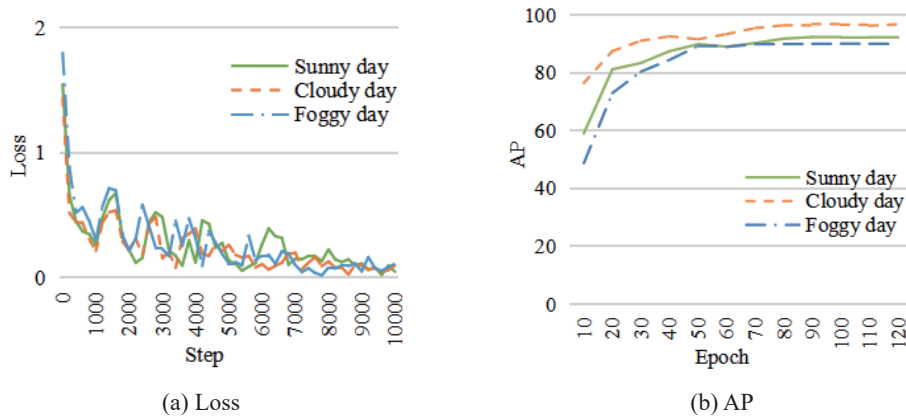 2
1
0
Loss
Sunny day
Cloudy day
Foggy day
0
1000
2000
3000
4000
5000
6000
7000
8000
9000
10000
Step
(a) Loss
100
80
60
40
20
0
AP
Sunny day
Cloudy day
Foggy day
10
20
30
40
50
60
70
80
90
100
110
120
Epoch
(b) AP